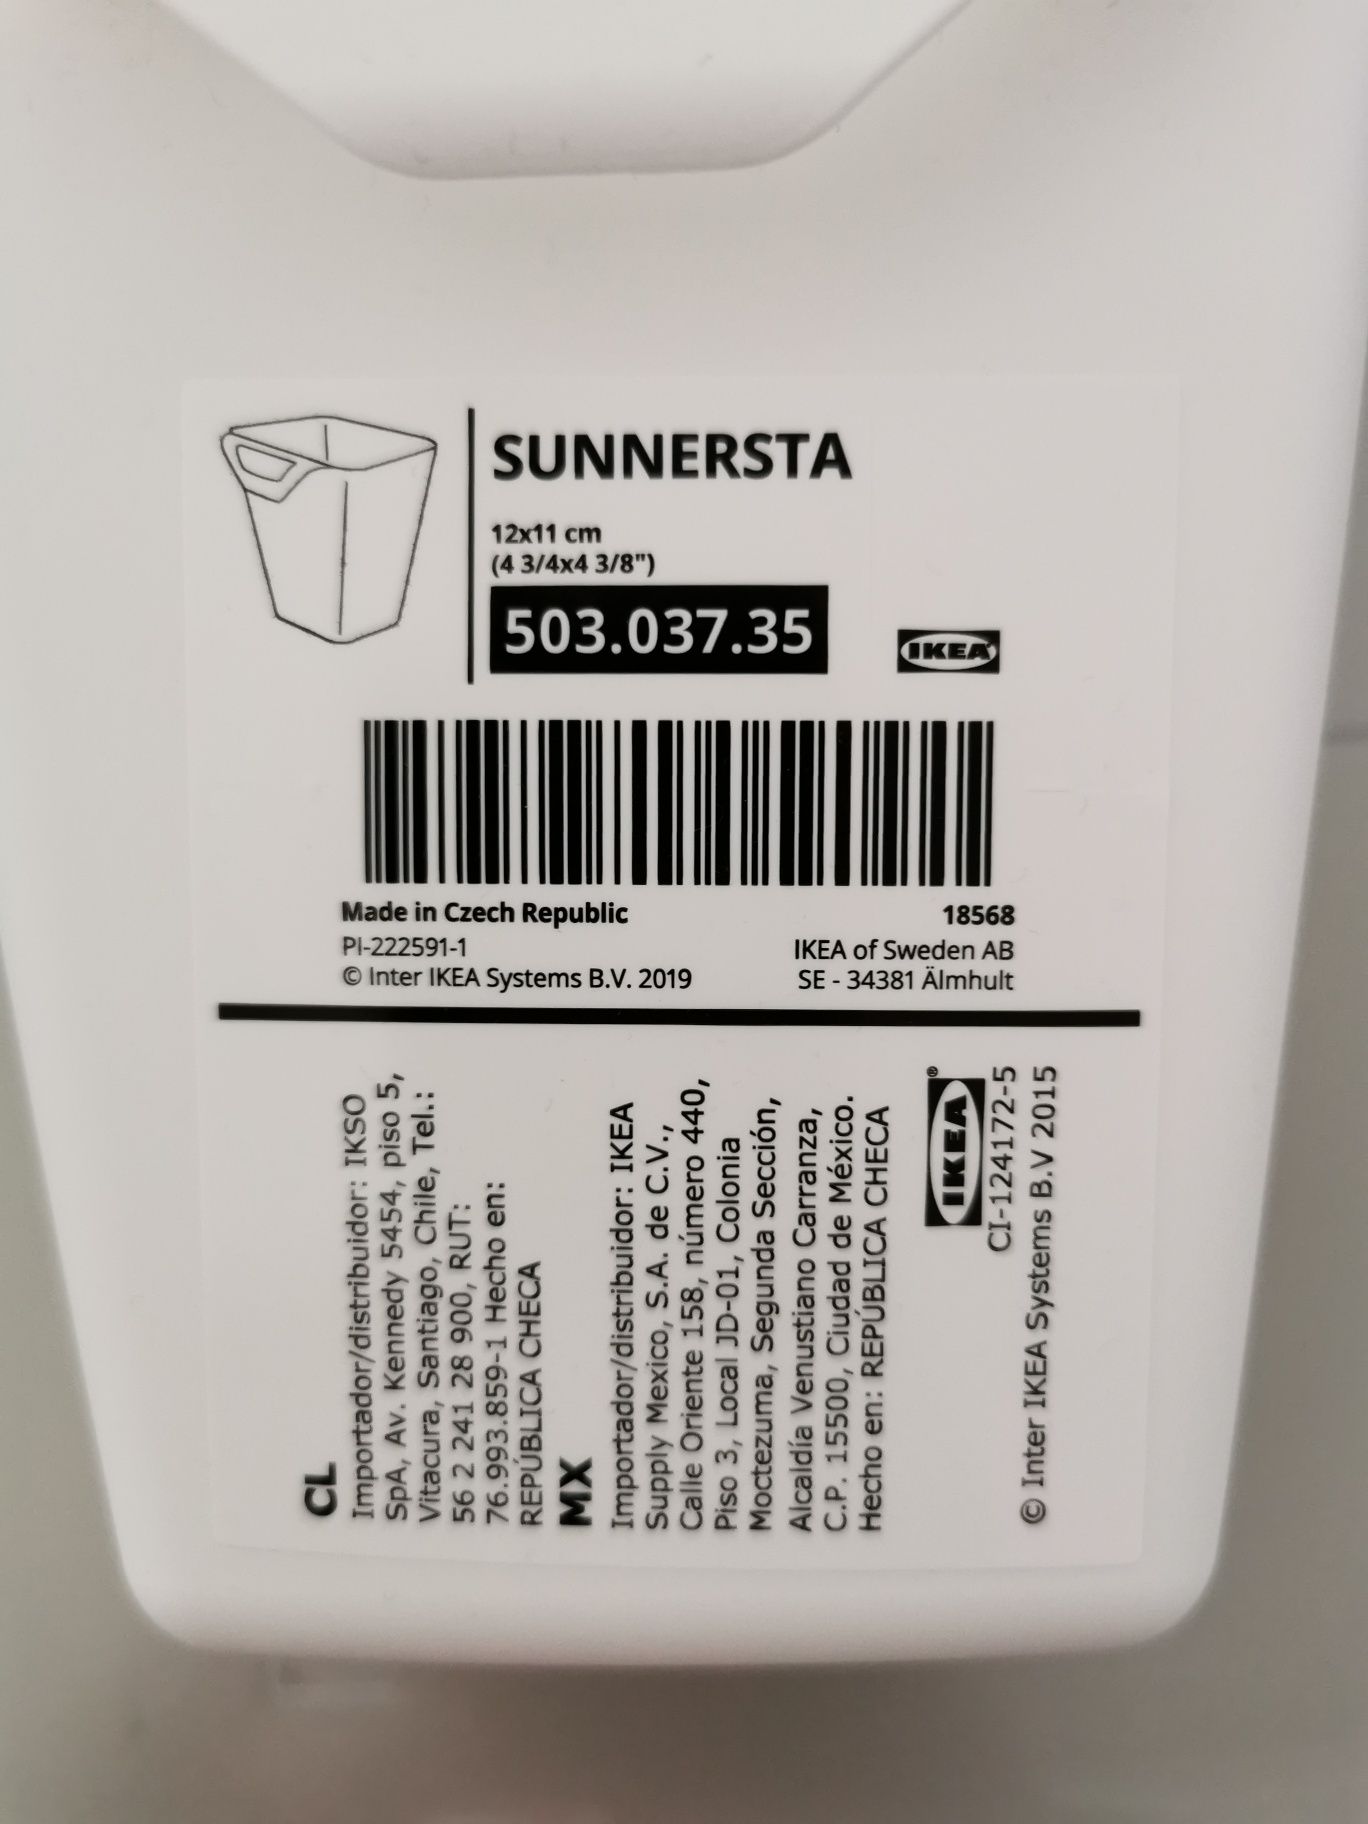 SUNNERSTA
12x11 cm
(4 3/4x4 3/8")
503.037.35
IKEA
Made in Czech Republic
18568
PI-222591-1
IKEA of Sweden AB
© Inter IKEA Systems B.V. 2019
SE - 34381 Älmhult
CL
Importador/distribuidor: IKSO
SpA, Av. Kennedy 5454, piso 5,
Vitacura, Santiago, Chile, Tel.:
56 2 241 28 900, RUT:
76.993.859-1 Hecho en:
REPÚBLICA CHECA
MX
Importador/distribuidor: IKEA
Supply Mexico, S.A. de C.V.,
Calle Oriente 158, número 440,
Piso 3, Local JD-01, Colonia
Moctezuma, Segunda Sección,
Alcaldía Venustiano Carranza,
C.P. 15500, Ciudad de México.
Hecho en: REPÚBLICA CHECA
IKEA®
CI-124172-5
© Inter IKEA Systems B.V 2015